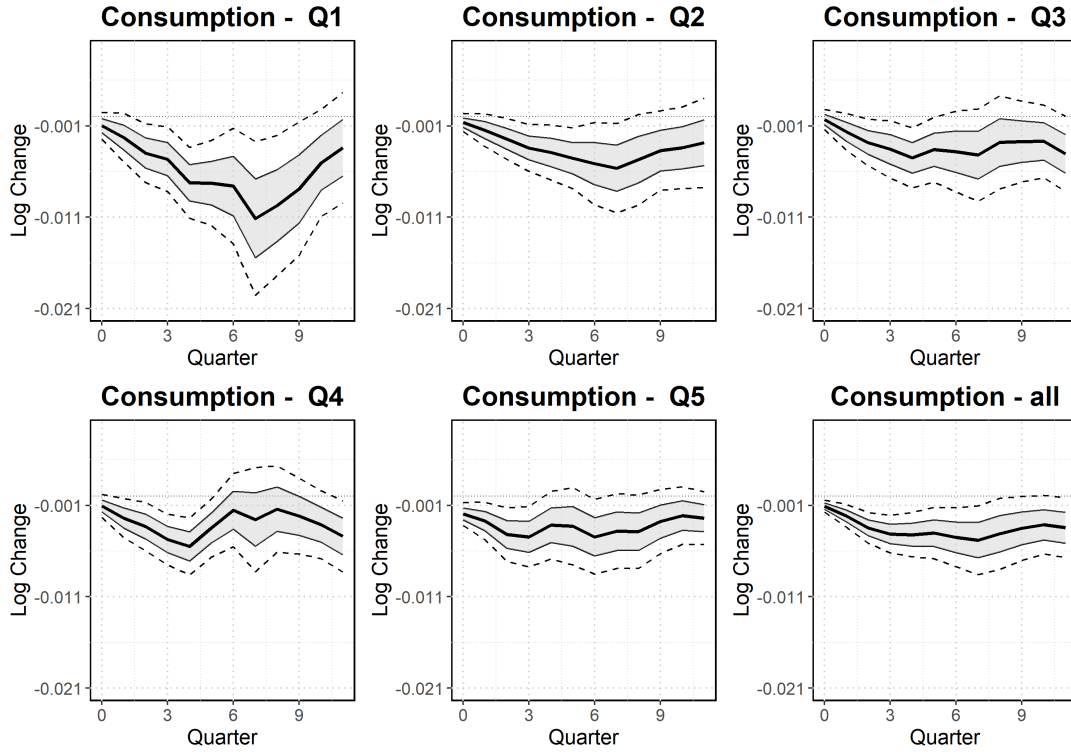 Consumption - Q1
Log Change
-0.001
-0.011
-0.021
0 3 6 9
Quarter
Consumption - Q2
Log Change
-0.001
-0.011
-0.021
0 3 6 9
Quarter
Consumption - Q3
Log Change
-0.001
-0.011
-0.021
0 3 6 9
Quarter
Consumption - Q4
Log Change
-0.001
-0.011
-0.021
0 3 6 9
Quarter
Consumption - Q5
Log Change
-0.001
-0.011
-0.021
0 3 6 9
Quarter
Consumption - all
Log Change
-0.001
-0.011
-0.021
0 3 6 9
Quarter